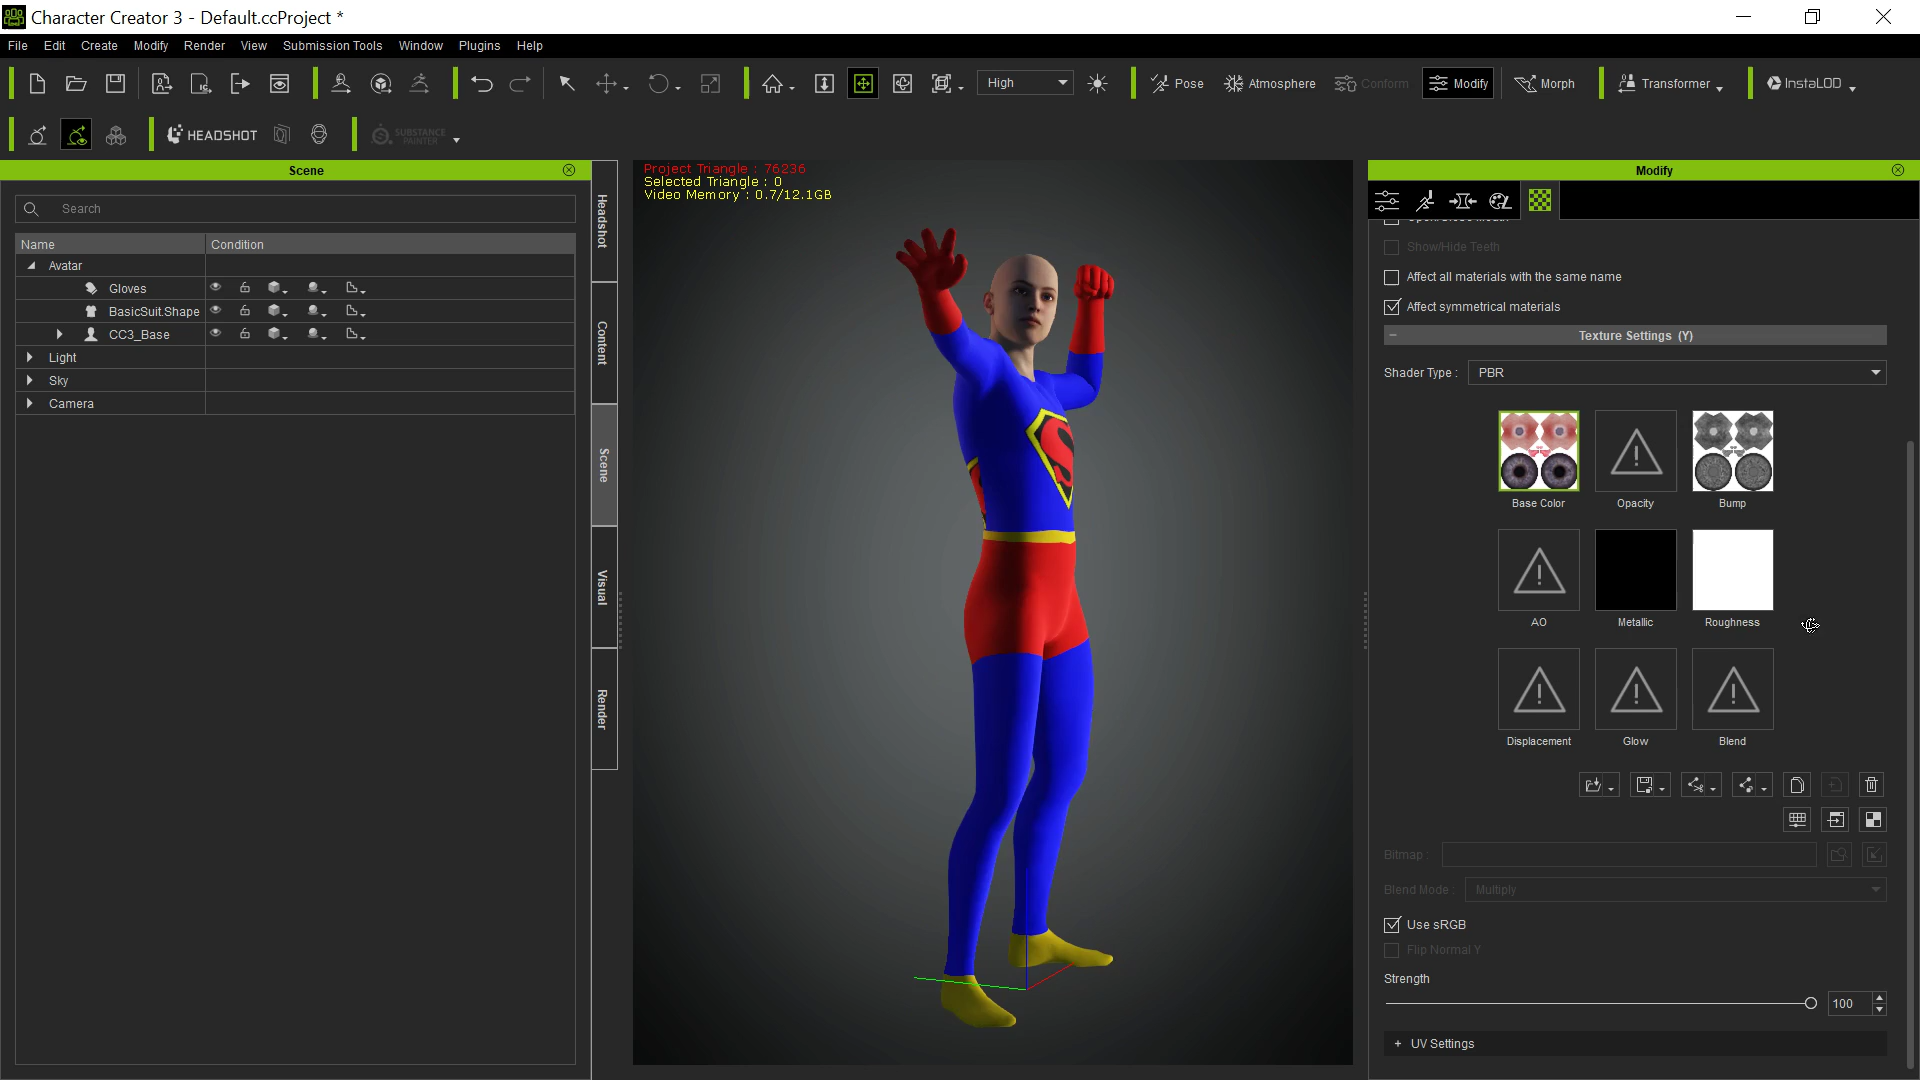 Character Creator 3 - Default.ccProject *
File Edit Create Modify Render View Submission Tools Window Plugins Help
High Pose Atmosphere Conform Modify Morph Transformer InstaLOD
HEADSHOT SUBSTANCE PAINTER
Scene
Search
Name Condition
Avatar
Gloves
BasicSuit.Shape
CC3_Base
Light
Sky
Camera
Headshot
Content
Scene
Visual
Render
Project Triangle : 76236
Selected Triangle : 0
Video Memory : 0.7/12.1GB
S
Modify
Show/Hide Teeth
Affect all materials with the same name
Affect symmetrical materials
Texture Settings (Y)
Shader Type : PBR
Base Color Opacity Bump
AO Metallic Roughness
Displacement Glow Blend
Bitmap :
Blend Mode : Multiply
Use sRGB
Flip Normal Y
Strength
100
+ UV Settings